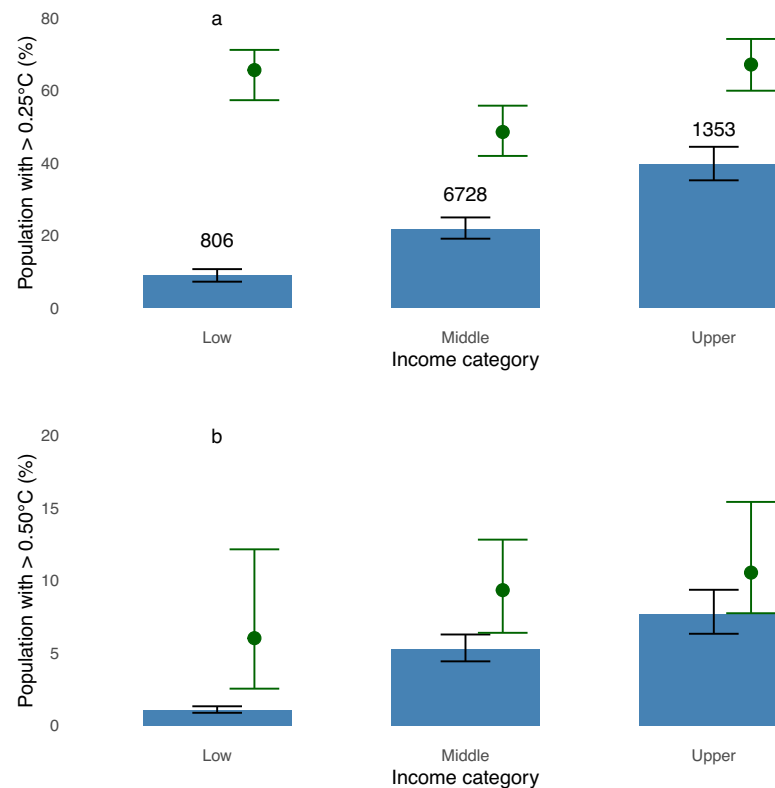 a
Population with > 0.25°C (%)
80
60
40
20
0
806
6728
1353
Low
Middle
Upper
Income category
b
Population with > 0.50°C (%)
20
15
10
5
0
Low
Middle
Upper
Income category